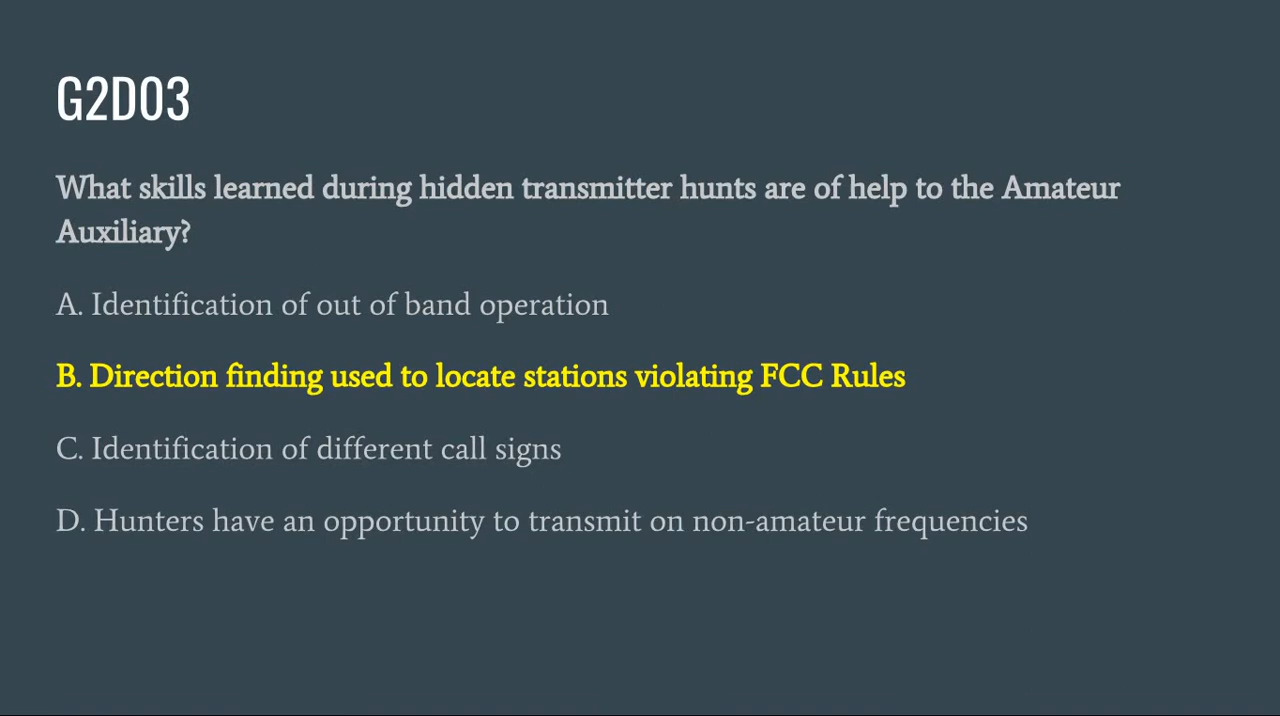 G2D03
What skills learned during hidden transmitter hunts are of help to the Amateur
Auxiliary?
A. Identification of out of band operation
B. Direction finding used to locate stations violating FCC Rules
C. Identification of different call signs
D. Hunters have an opportunity to transmit on non-amateur frequencies